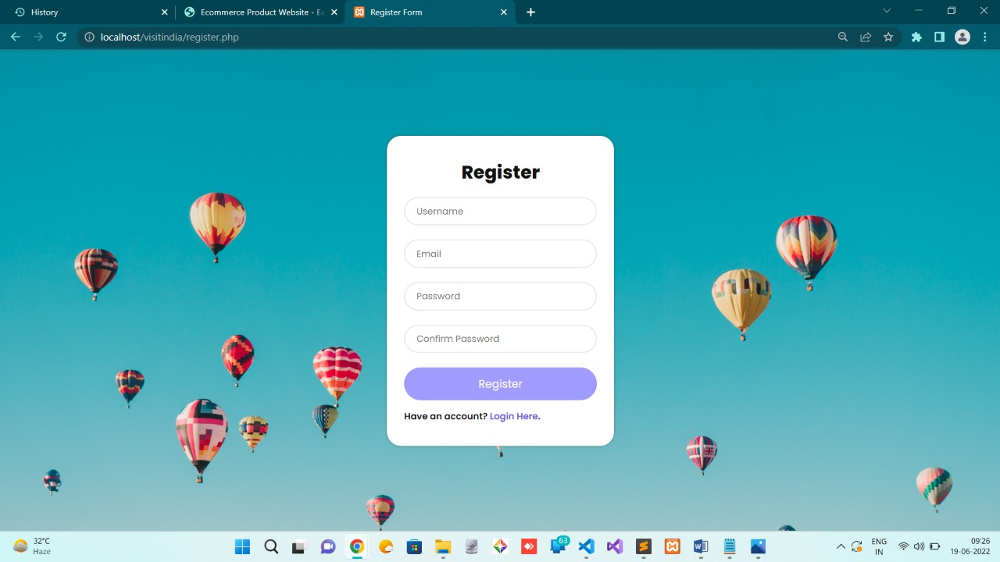 History
Ecommerce Product Website - Ea
Register Form
localhost/visitindia/register.php
Register
Username
Email
Password
Confirm Password
Register
Have an account? Login Here.
32°C
Haze
63
ENG
IN
09:26
19-06-2022